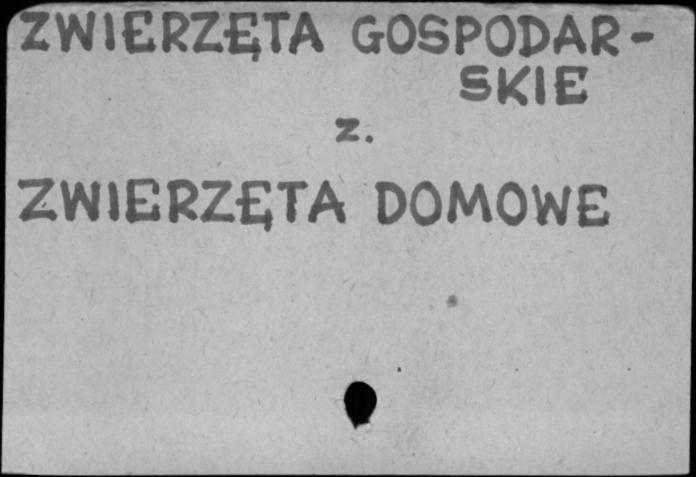 ZWIERZĘTA GOSPODAR-
SKIE
z.
ZWIERZĘTA DOMOWE